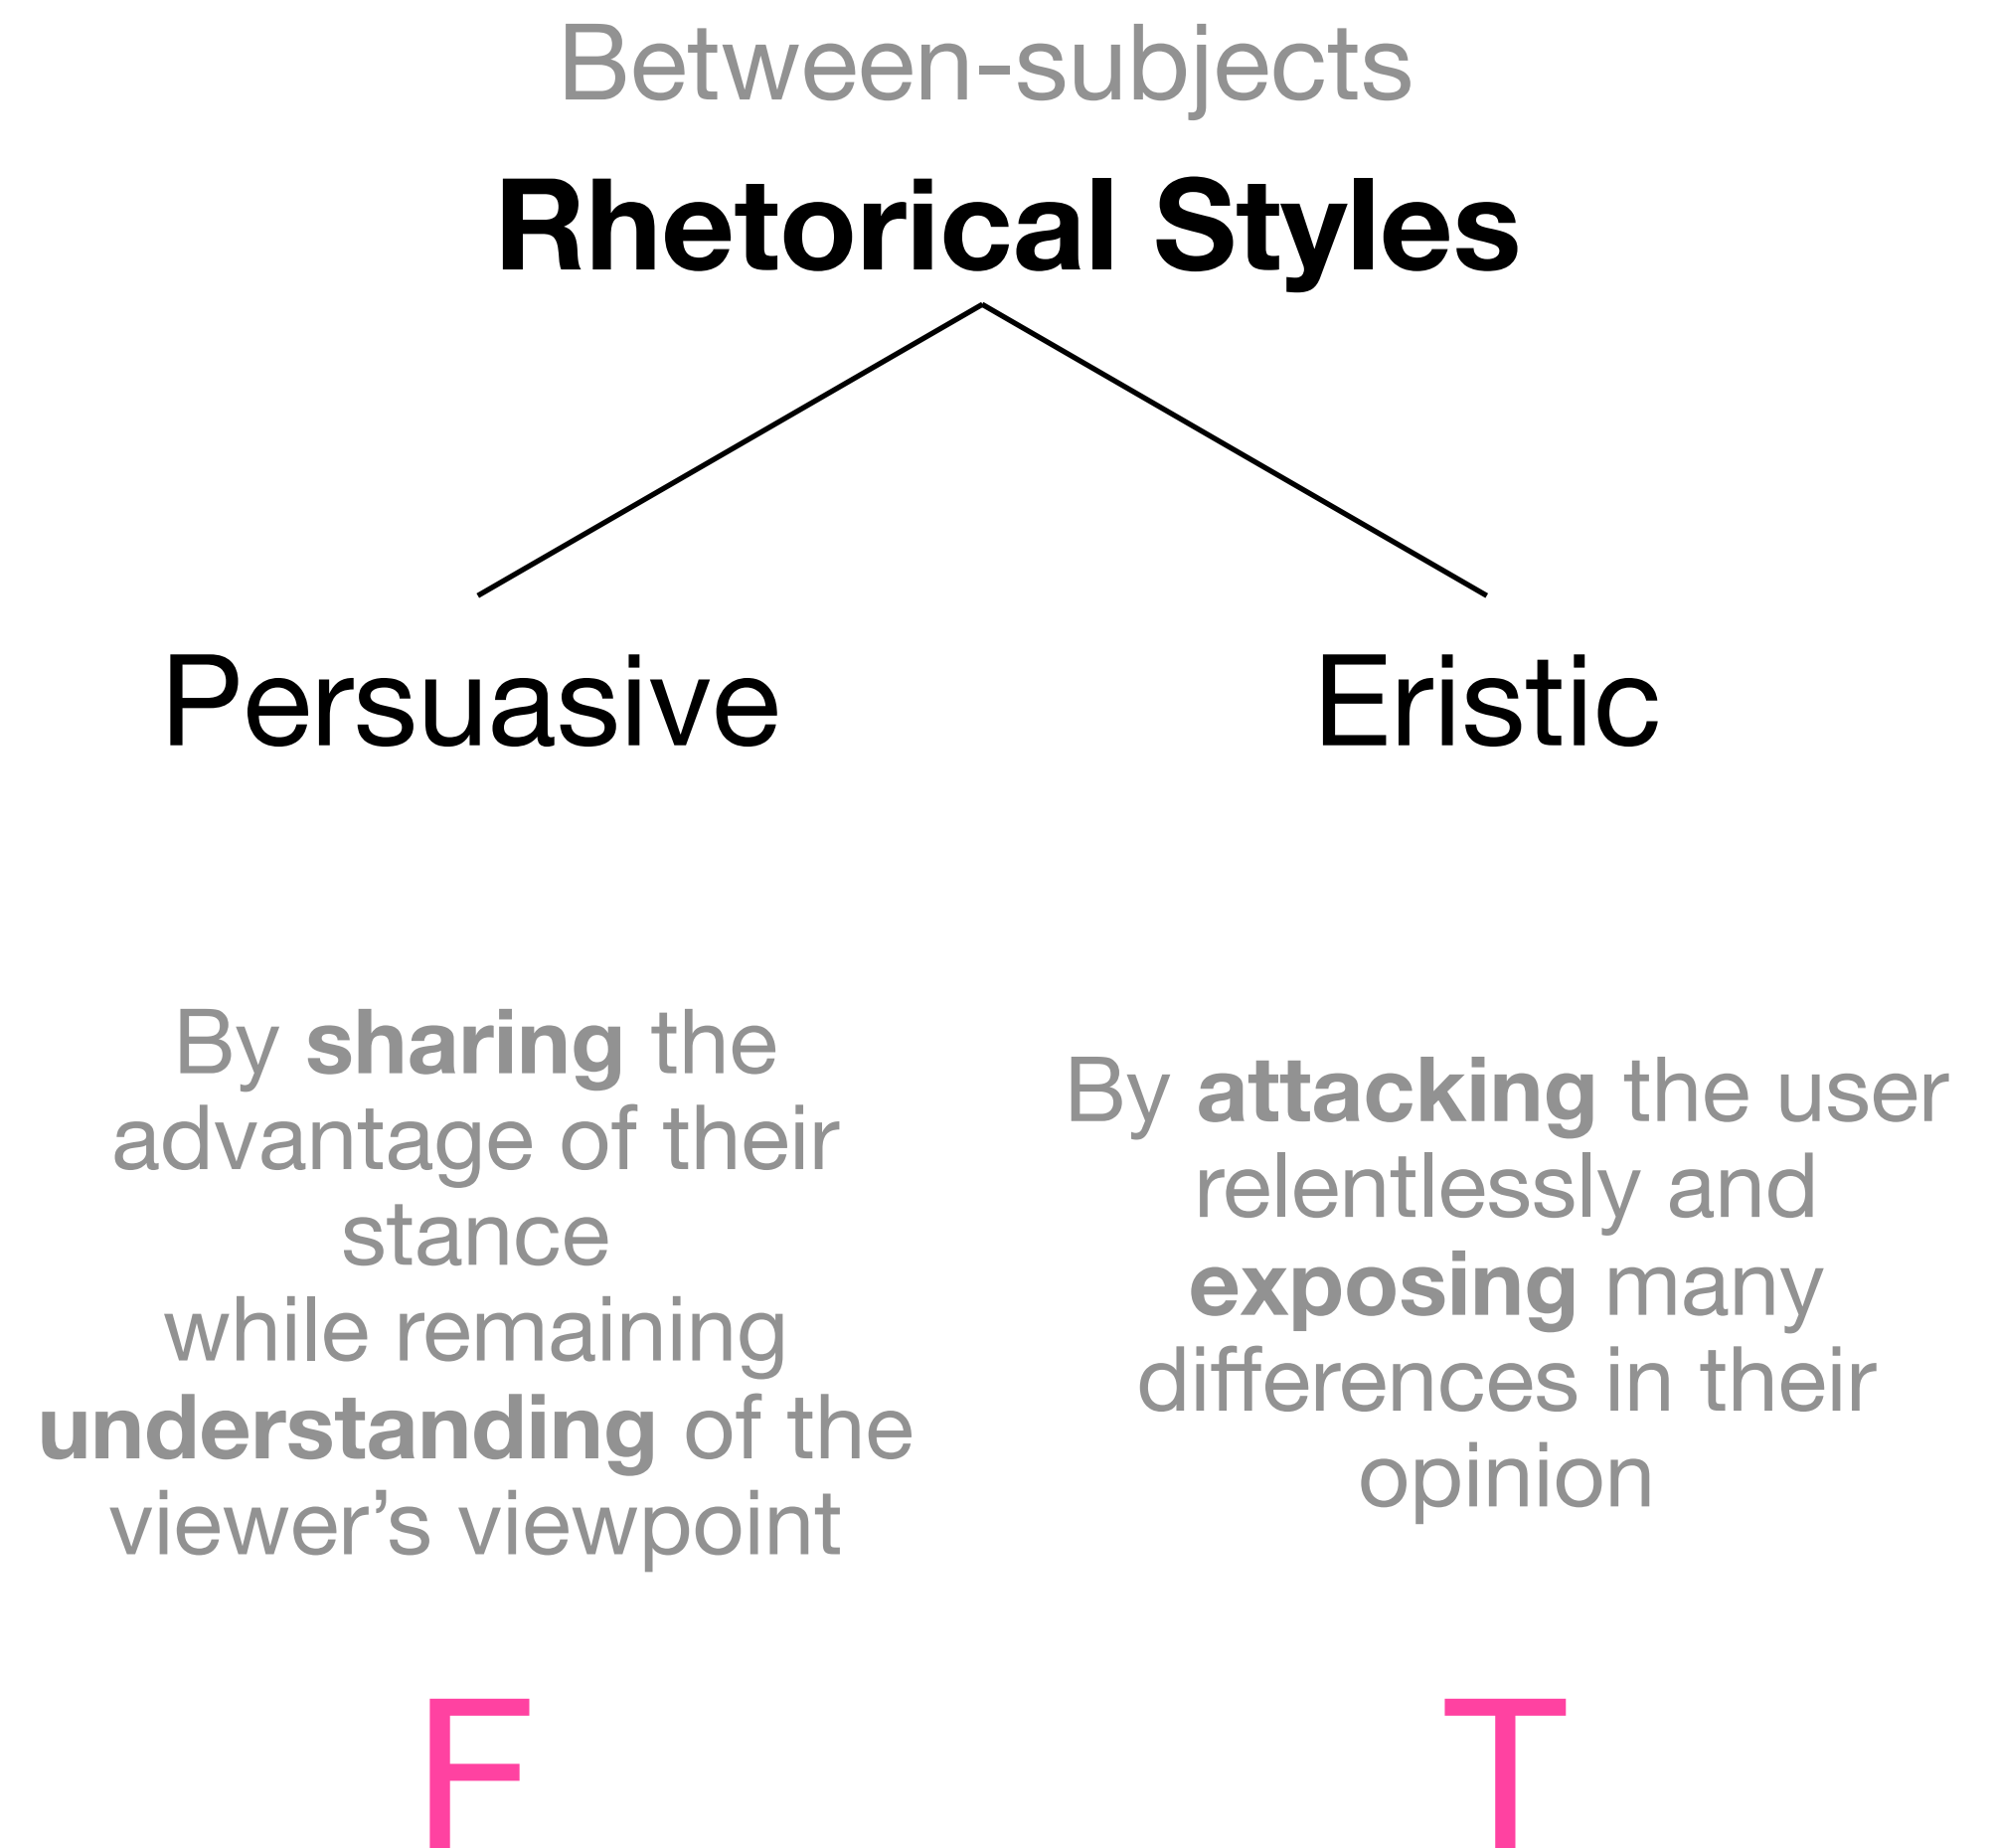 Between-subjects
Rhetorical Styles
Persuasive
Eristic
By sharing the
advantage of their
stance
while remaining
understanding of the
viewer’s viewpoint
By attacking the user
relentlessly and
exposing many
differences in their
opinion
F
T